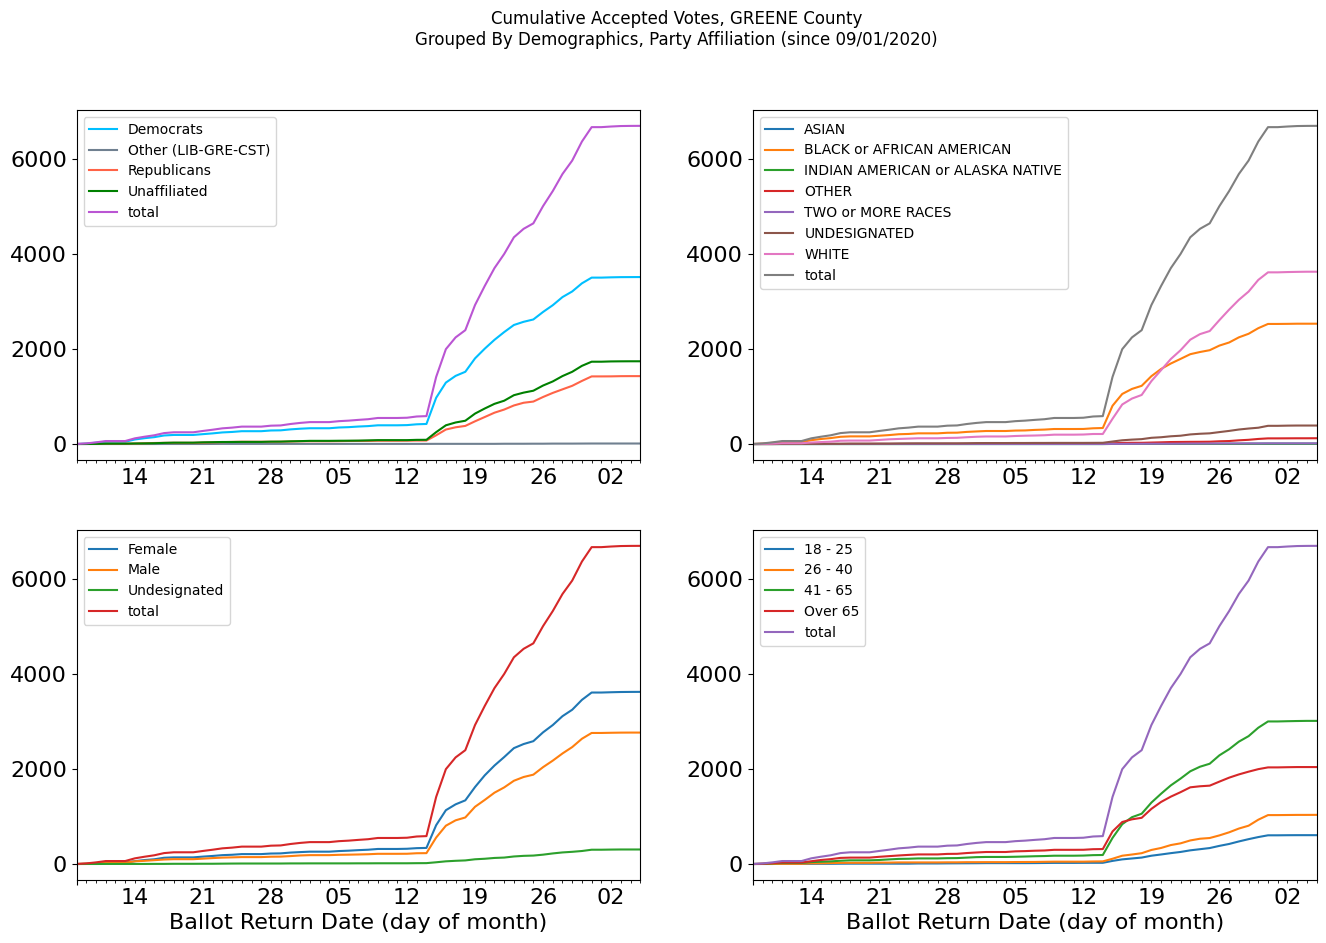 Cumulative Accepted Votes, GREENE County
Grouped By Demographics, Party Affiliation (since 09/01/2020)
Democrats
Other (LIB-GRE-CST)
Republicans
Unaffiliated
total
6000
4000
2000
0
14 21 28 05 12 19 26 02
ASIAN
BLACK or AFRICAN AMERICAN
INDIAN AMERICAN or ALASKA NATIVE
OTHER
TWO or MORE RACES
UNDESIGNATED
WHITE
total
6000
4000
2000
0
14 21 28 05 12 19 26 02
Female
Male
Undesignated
total
6000
4000
2000
0
14 21 28 05 12 19 26 02
Ballot Return Date (day of month)
18 - 25
26 - 40
41 - 65
Over 65
total
6000
4000
2000
0
14 21 28 05 12 19 26 02
Ballot Return Date (day of month)